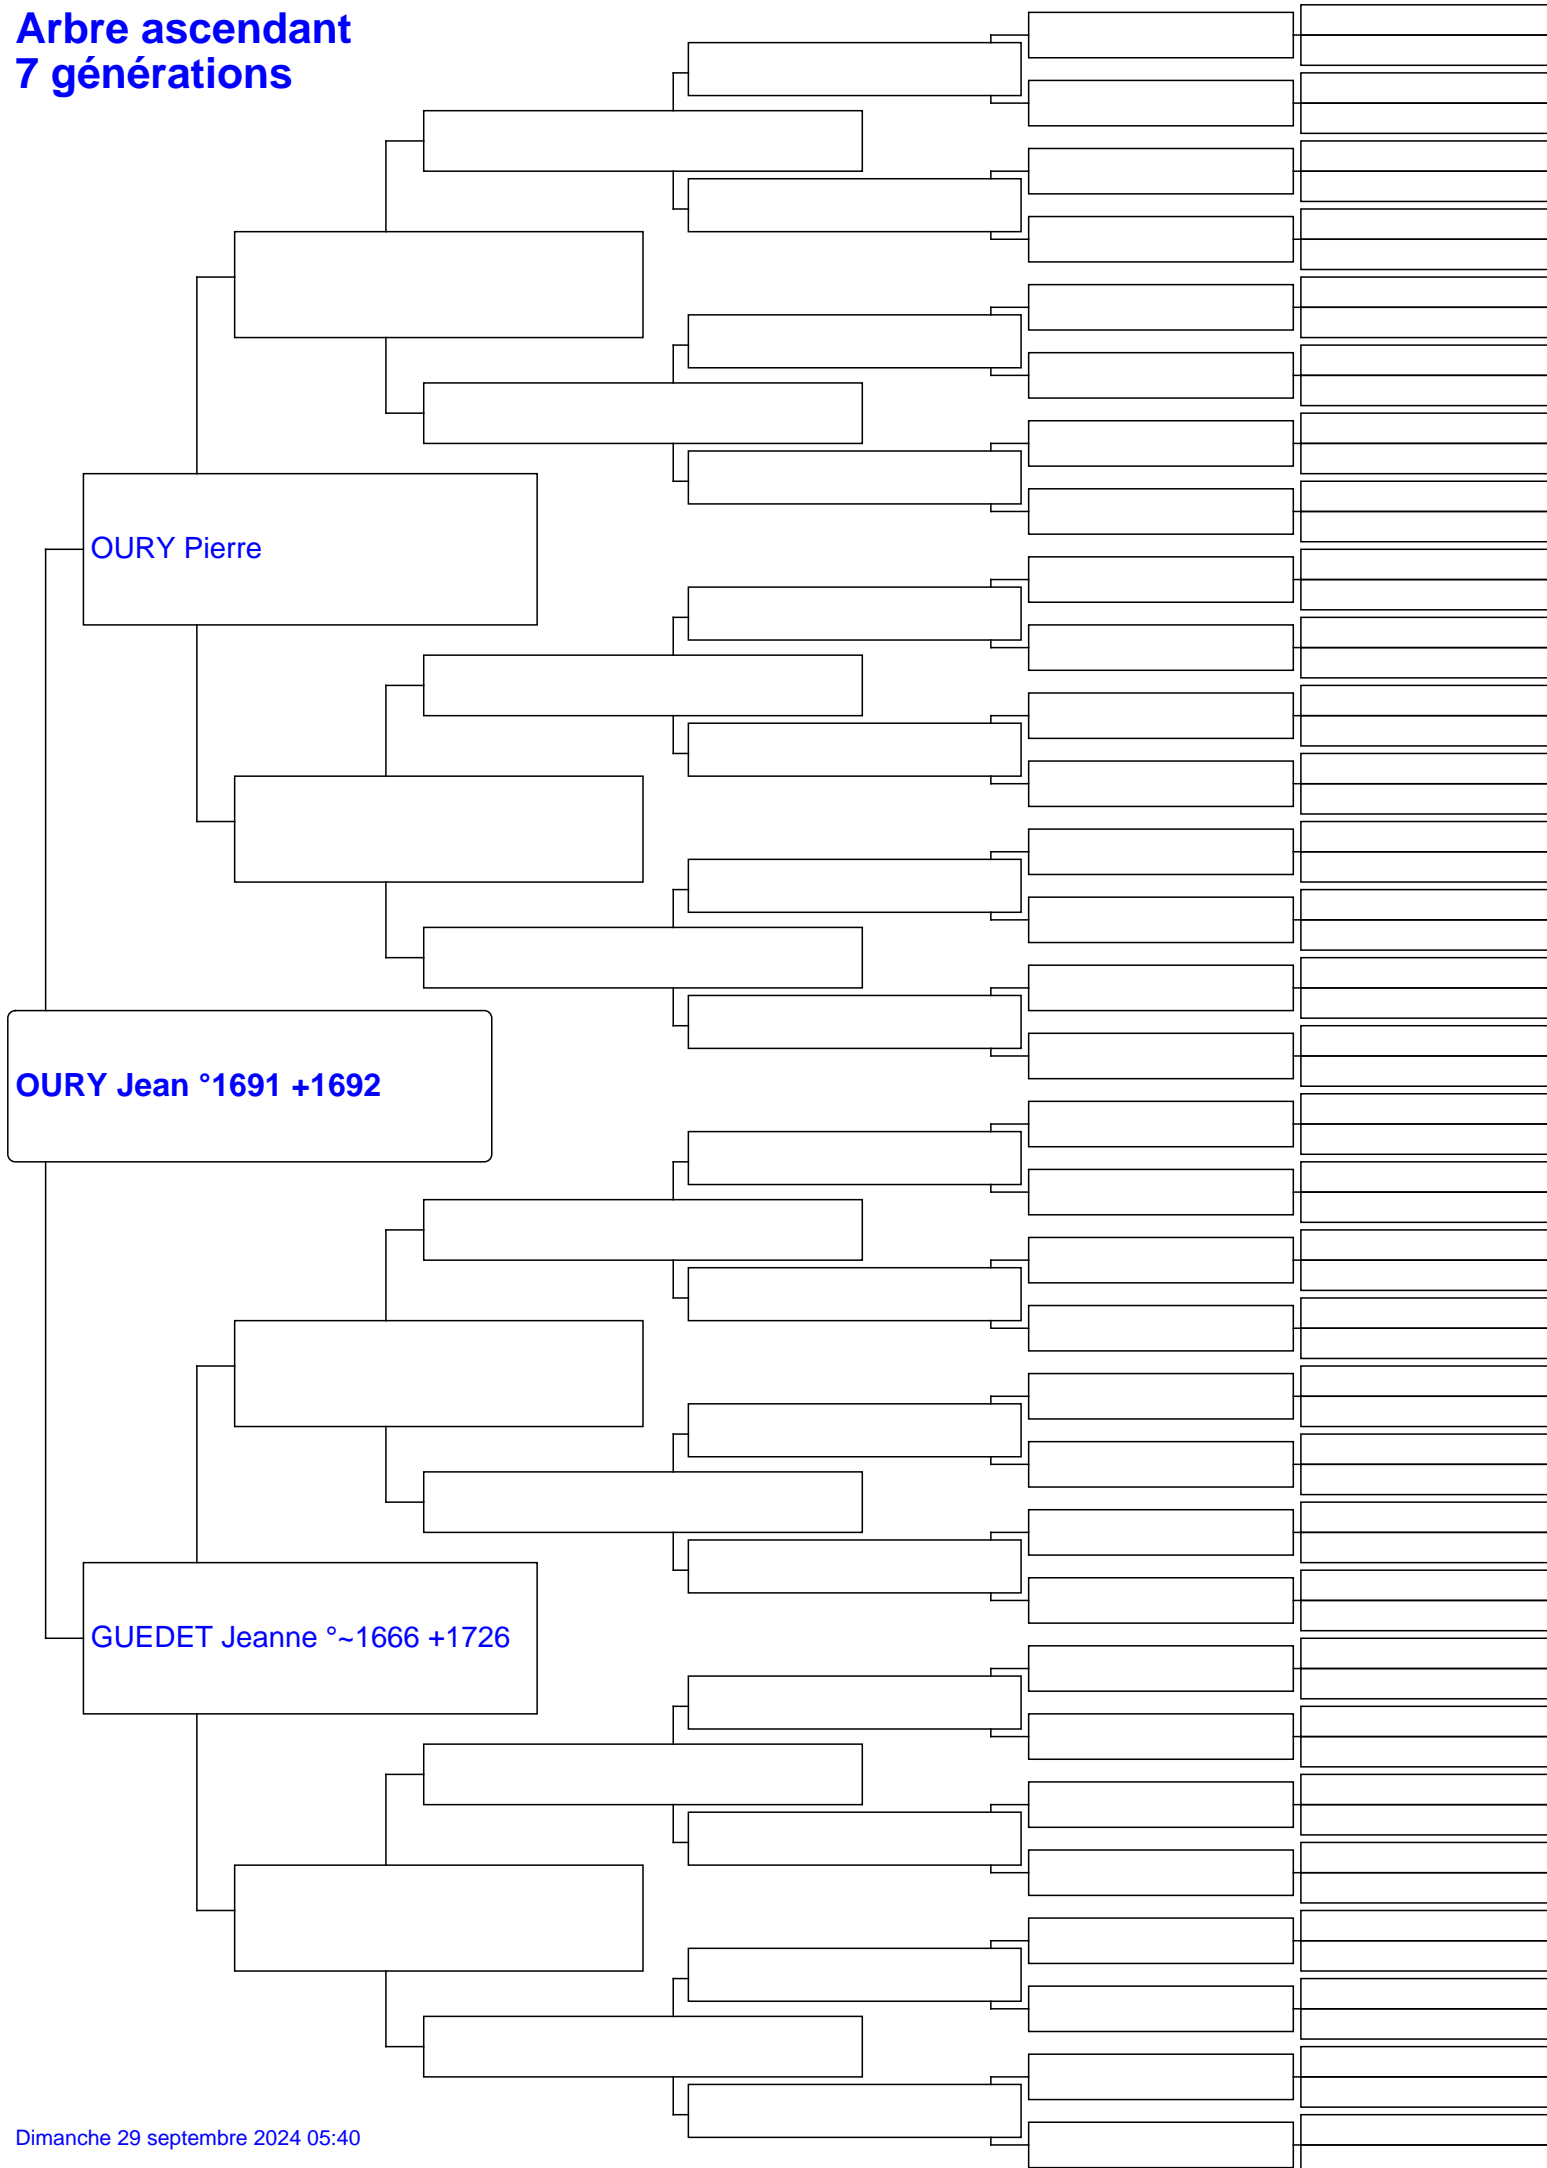 Arbre ascendant
7 générations
OURY Pierre
OURY Jean °1691 +1692
GUEDET Jeanne °~1666 +1726
Dimanche 29 septembre 2024 05:40